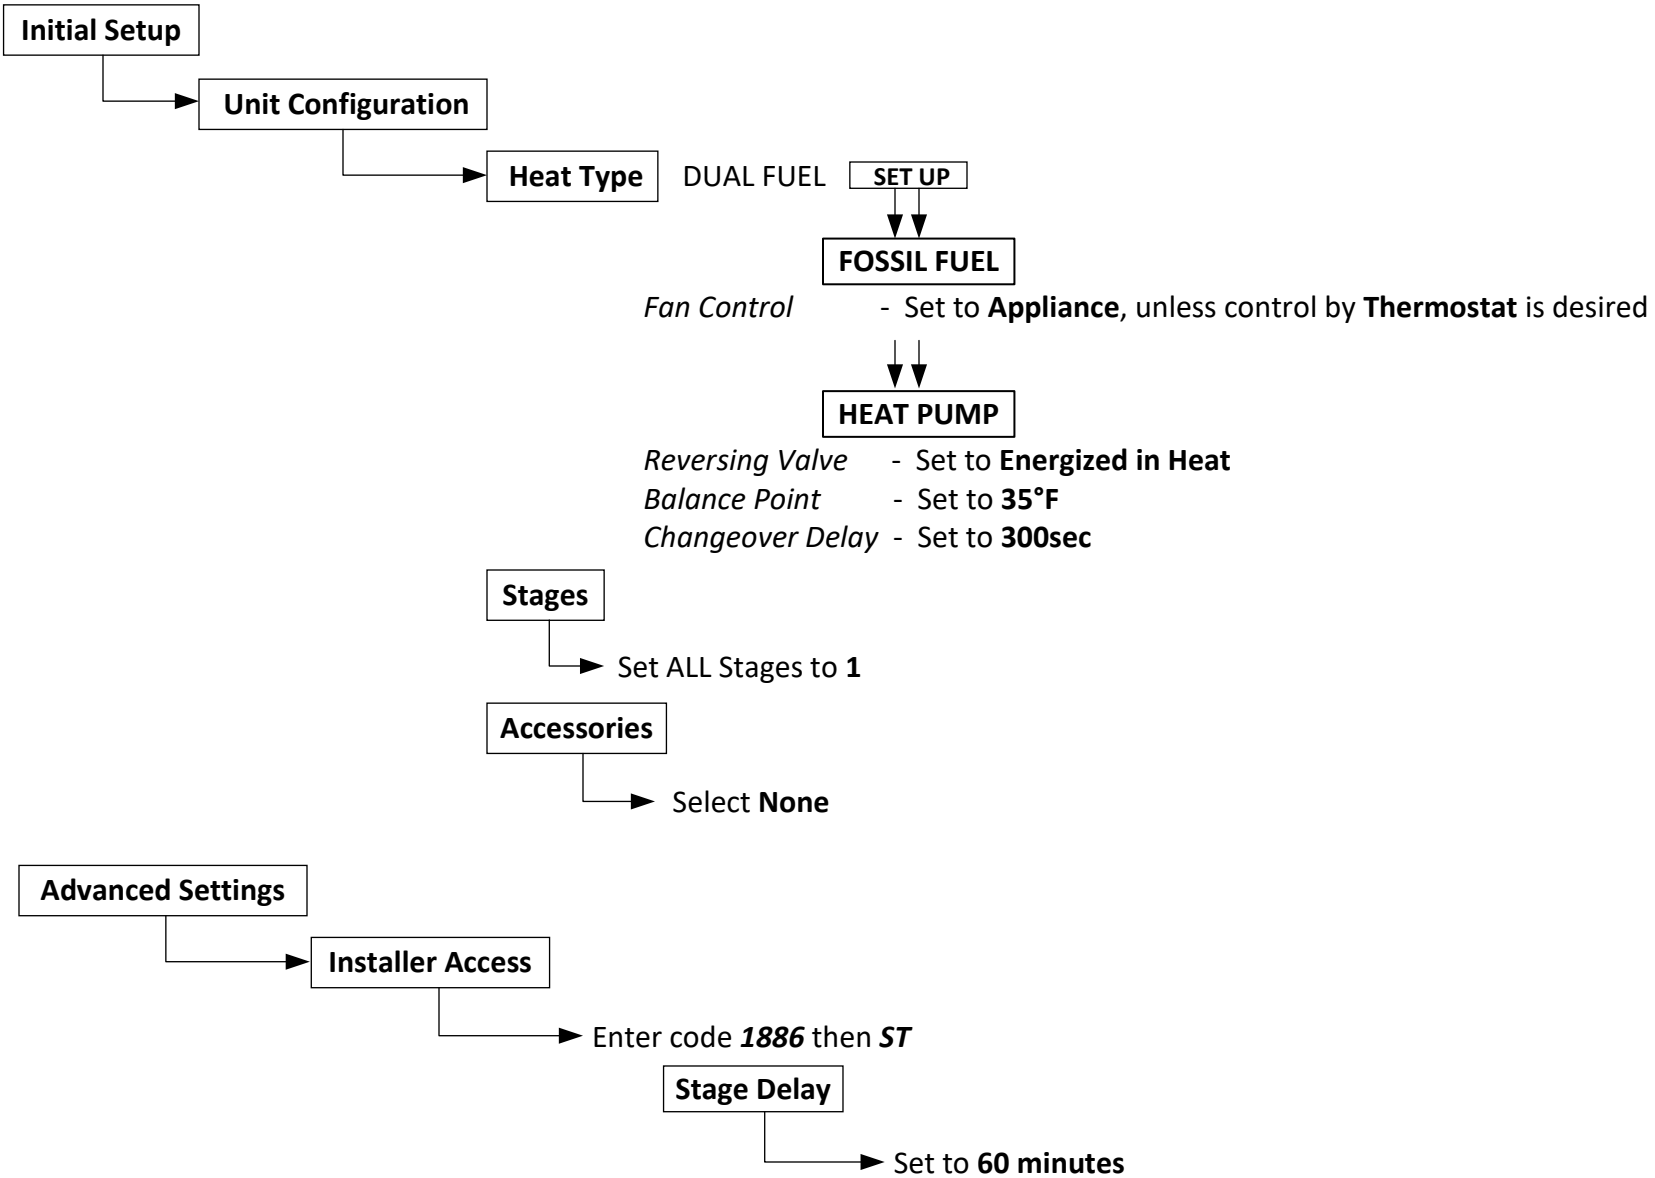 Initial Setup
Unit Configuration
Heat Type DUAL FUEL SET UP
FOSSIL FUEL
Fan Control - Set to Appliance, unless control by Thermostat is desired
HEAT PUMP
Reversing Valve - Set to Energized in Heat
Balance Point - Set to 35°F
Changeover Delay - Set to 300sec
Stages
Set ALL Stages to 1
Accessories
Select None
Advanced Settings
Installer Access
Enter code 1886 then ST
Stage Delay
Set to 60 minutes